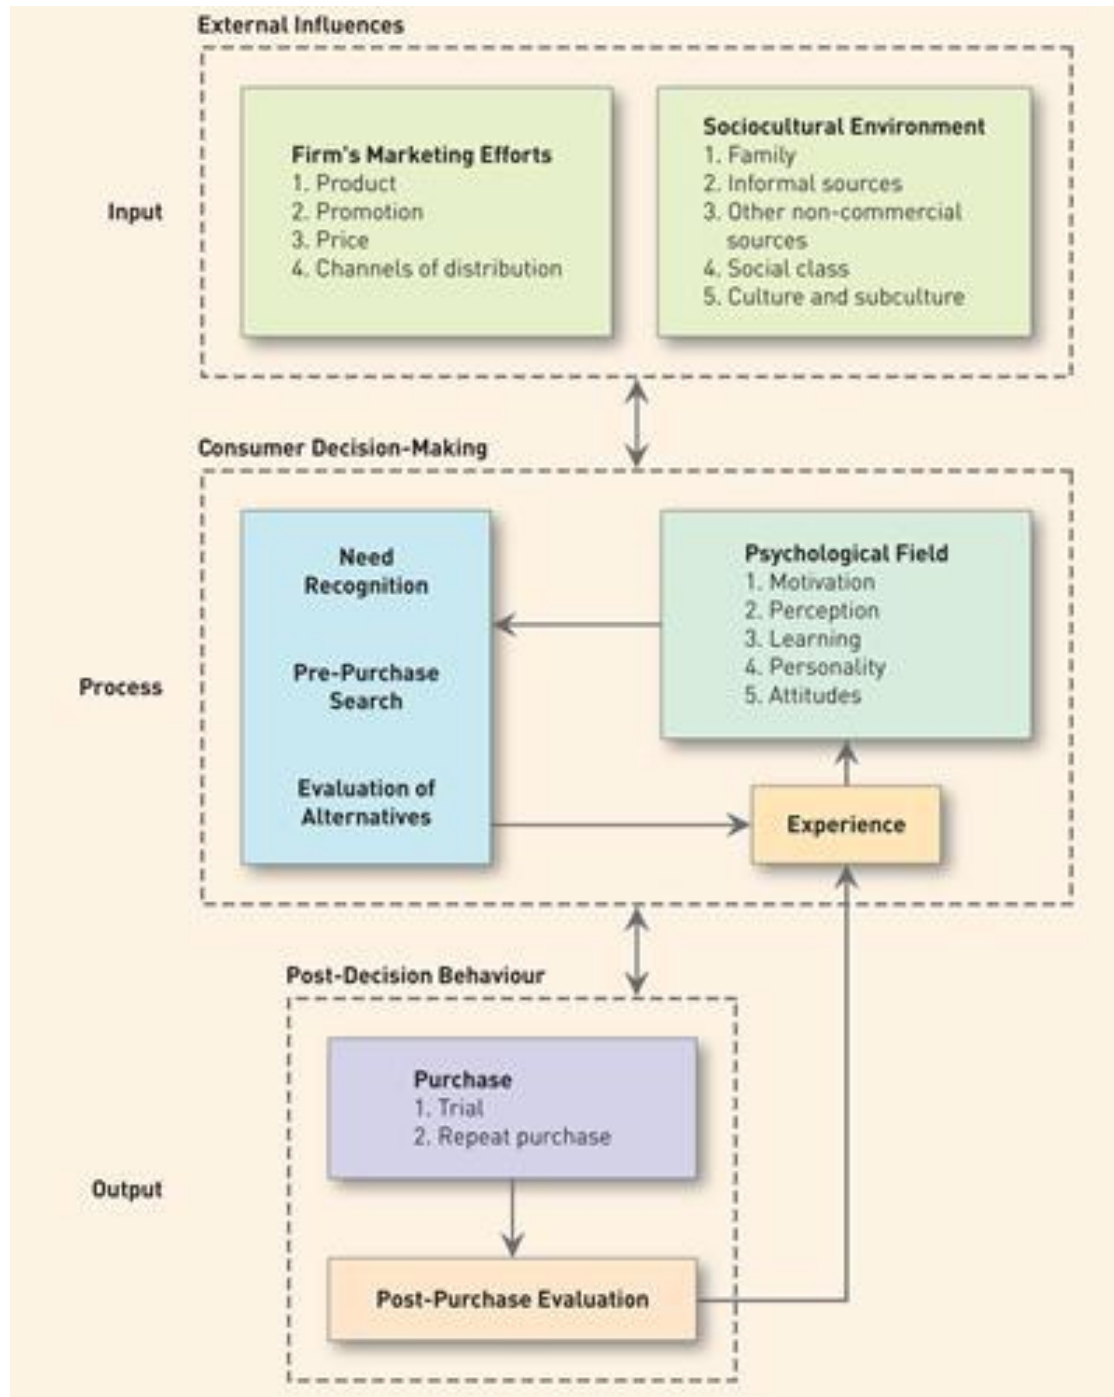 External Influences
Input
Firm's Marketing Efforts
1. Product
2. Promotion
3. Price
4. Channels of distribution
Sociocultural Environment
1. Family
2. Informal sources
3. Other non-commercial
sources
4. Social class
5. Culture and subculture
Consumer Decision-Making
Process
Need
Recognition
Pre-Purchase
Search
Evaluation of
Alternatives
Psychological Field
1. Motivation
2. Perception
3. Learning
4. Personality
5. Attitudes
Experience
Post-Decision Behaviour
Output
Purchase
1. Trial
2. Repeat purchase
Post-Purchase Evaluation